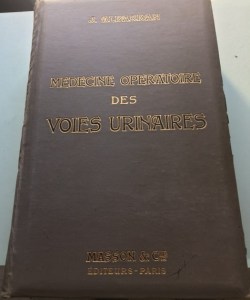 J. ALBARRAN
MÉDECINE OPÉRATOIRE
DES
VOIES URINAIRES
MASSON & CIE
ÉDITEURS - PARIS